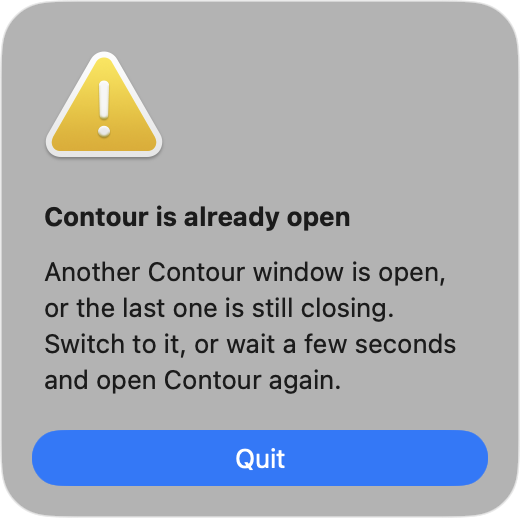 Contour is already open
Another Contour window is open,
or the last one is still closing.
Switch to it, or wait a few seconds
and open Contour again.
Quit